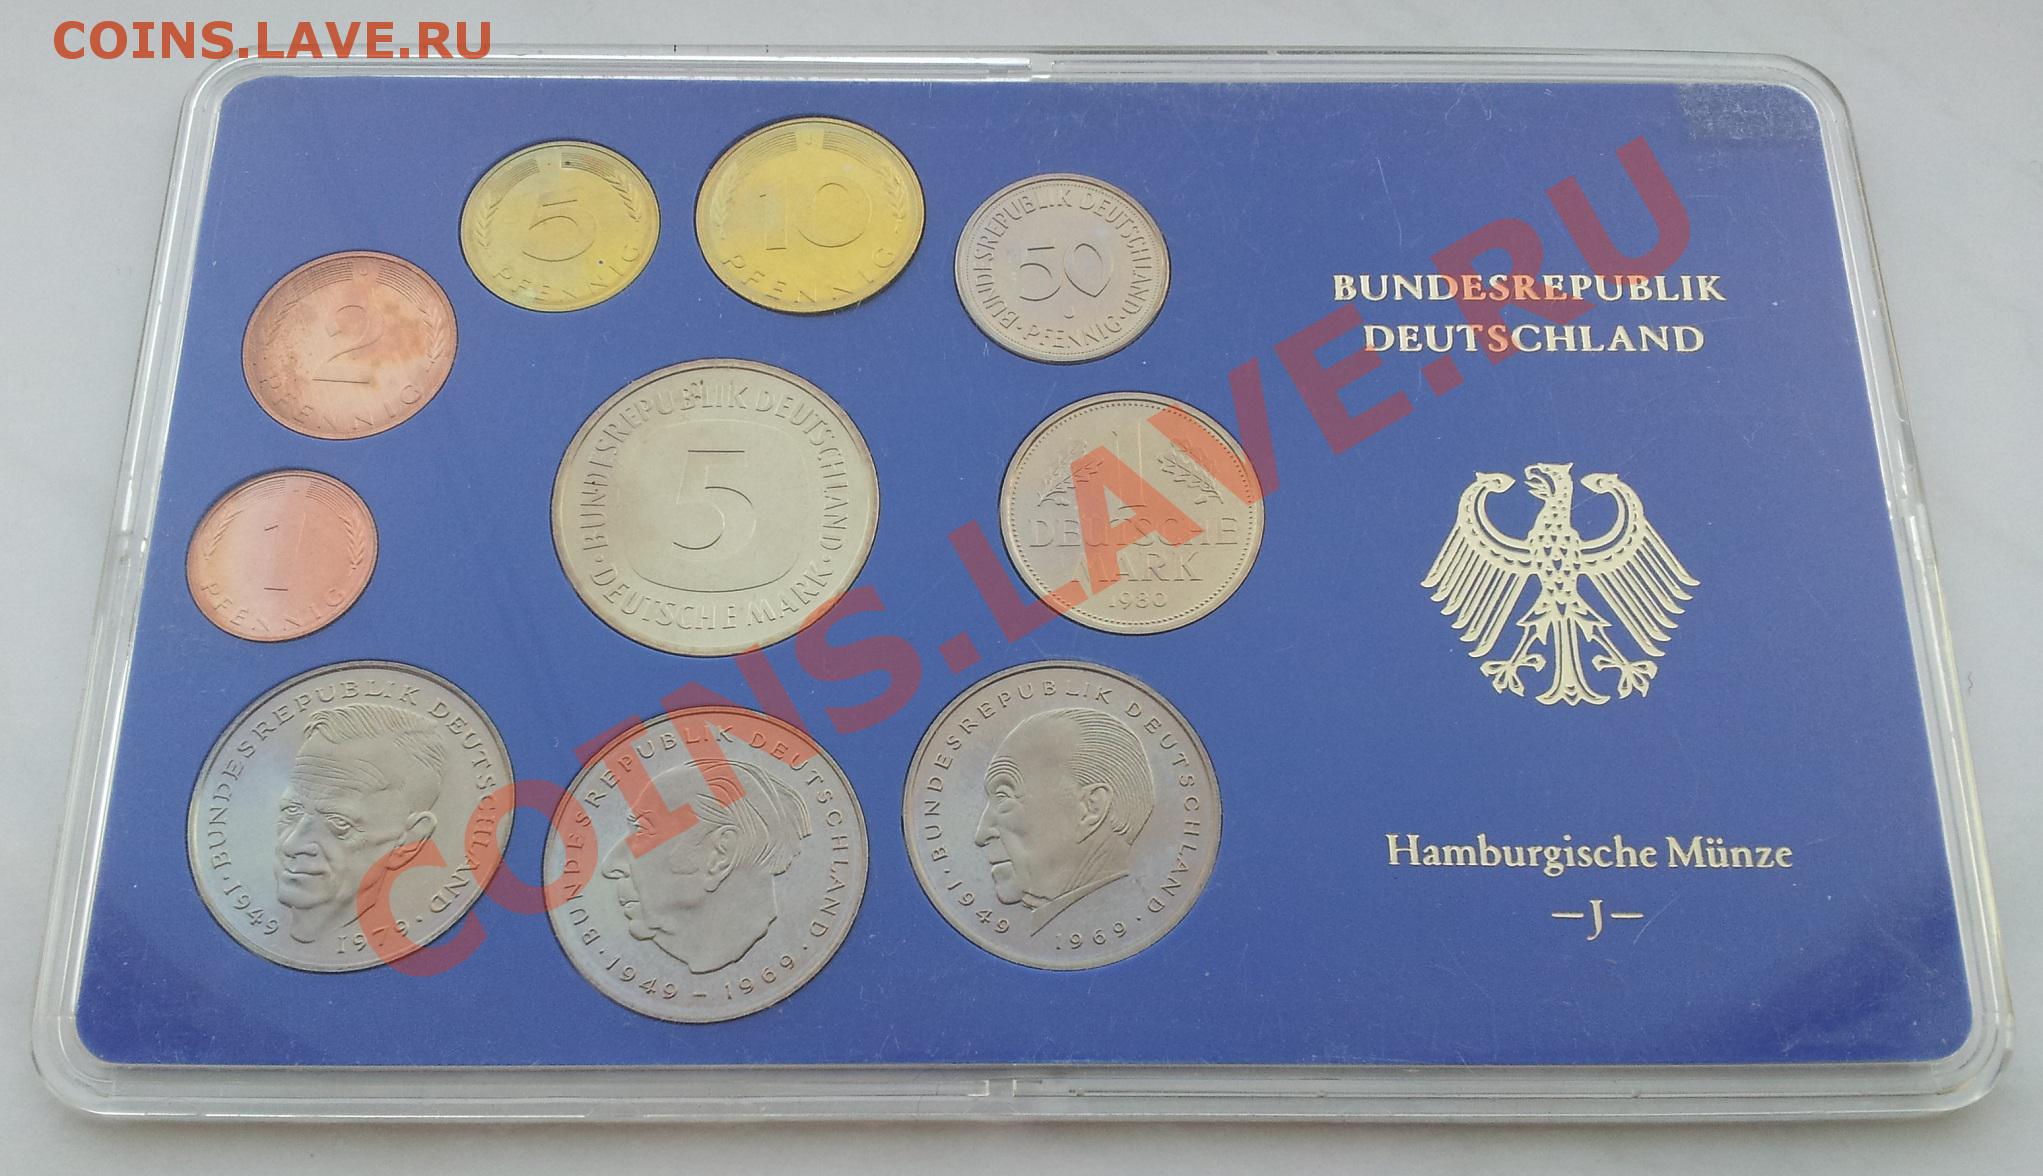 COINS.LAVE.RU
5
PFENNIG
10
PFENNIG
BUNDESREPUBLIK DEUTSCHLAND
50
J
PFENNIG
2
PFENNIG
1
PFENNIG
BUNDESREPUBLIK DEUTSCHLAND
5
DEUTSCHE MARK
1
DEUTSCHE
MARK
1980
BUNDESREPUBLIK
DEUTSCHLAND
BUNDESREPUBLIK DEUTSCHLAND
1949 1979
BUNDESREPUBLIK DEUTSCHLAND
1949 – 1969
BUNDESREPUBLIK DEUTSCHLAND
1949 1969
Hamburgische Münze
—J—
COINS.LAVE.RU